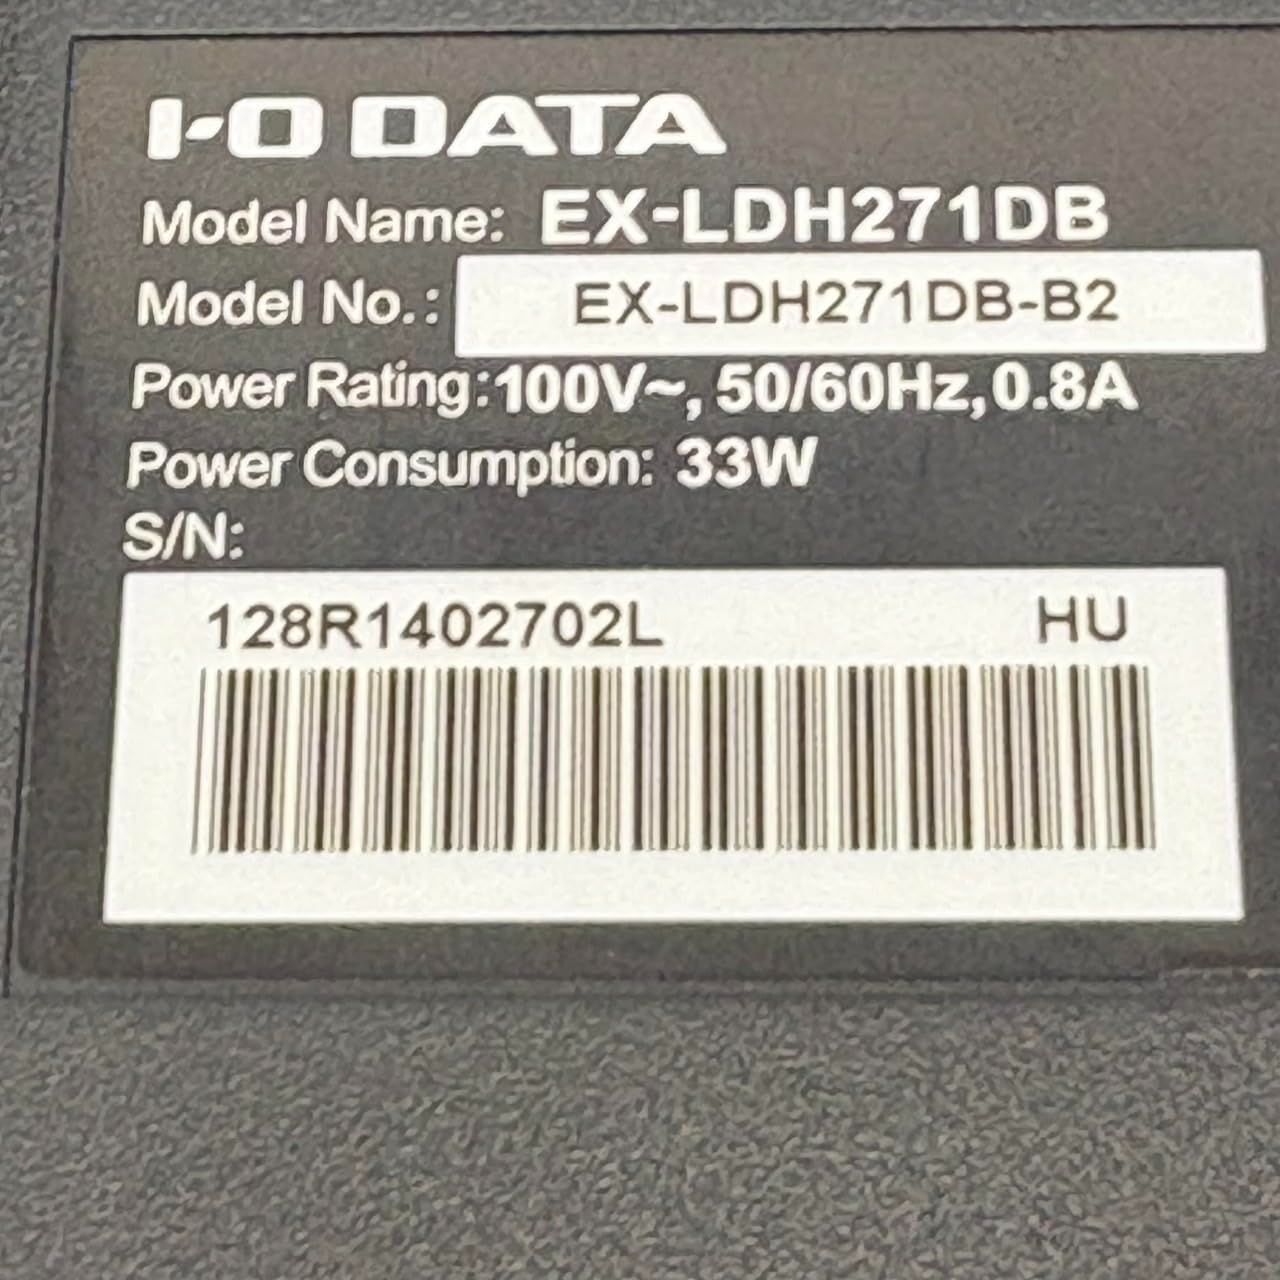 I-O DATA
Model Name: EX-LDH271DB
Model No.: EX-LDH271DB-B2
Power Rating:100V~, 50/60Hz,0.8A
Power Consumption: 33W
S/N:
128R1402702L HU